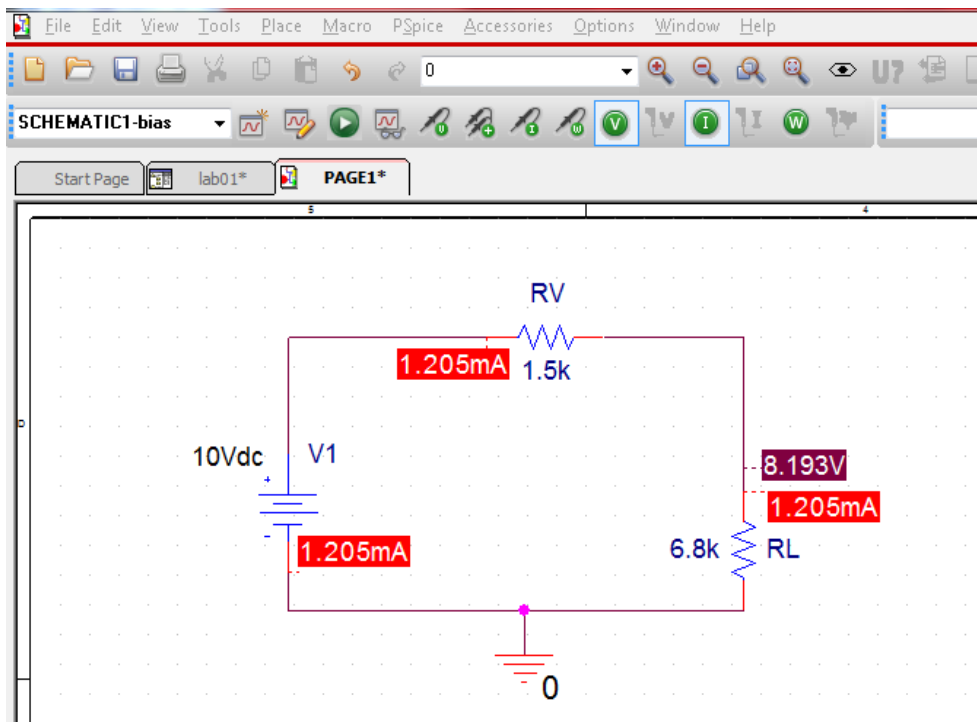 File Edit View Tools Place Macro PSpice Accessories Options Window Help
0 U?
SCHEMATIC1-bias V I W V I W
Start Page lab01* PAGE1*
5 4
RV
1.205mA 1.5k
D
10Vdc V1
8.193V
+
1.205mA
-
1.205mA
6.8k RL
0